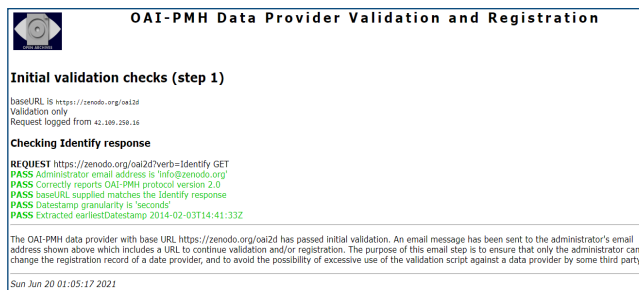 OAI-PMH Data Provider Validation and Registration
OPEN ARCHIVES
Initial validation checks (step 1)
baseURL is https://zenodo.org/oai2d
Validation only
Request logged from 42.109.250.16
Checking Identify response
REQUEST https://zenodo.org/oai2d?verb=Identify GET
PASS Administrator email address is 'info@zenodo.org'
PASS Correctly reports OAI-PMH protocol version 2.0
PASS baseURL supplied matches the Identify response
PASS Datestamp granularity is 'seconds'
PASS Extracted earliestDatestamp 2014-02-03T14:41:33Z
The OAI-PMH data provider with base URL https://zenodo.org/oai2d has passed initial validation. An email message has been sent to the administrator's email
address shown above which includes a URL to continue validation and/or registration. The purpose of this email step is to ensure that only the administrator can
change the registration record of a date provider, and to avoid the possibility of excessive use of the validation script against a data provider by some third party
Sun Jun 20 01:05:17 2021